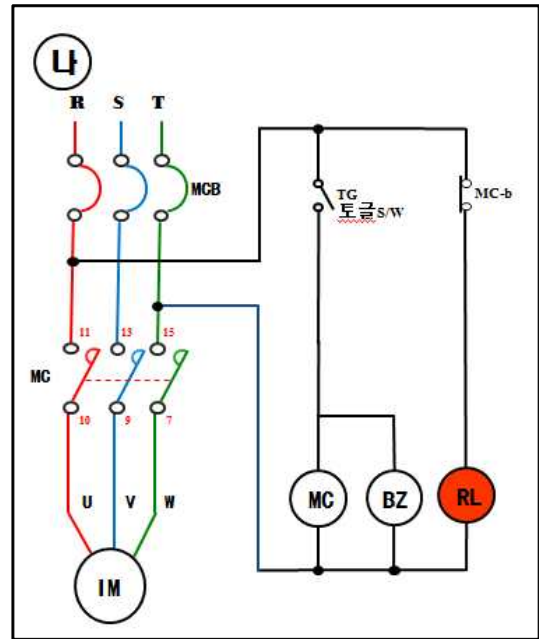 나
R S T
MCB
TG
토글S/W
MC-b
11 13 15
MC
10 9 7
U V W
MC BZ RL
IM